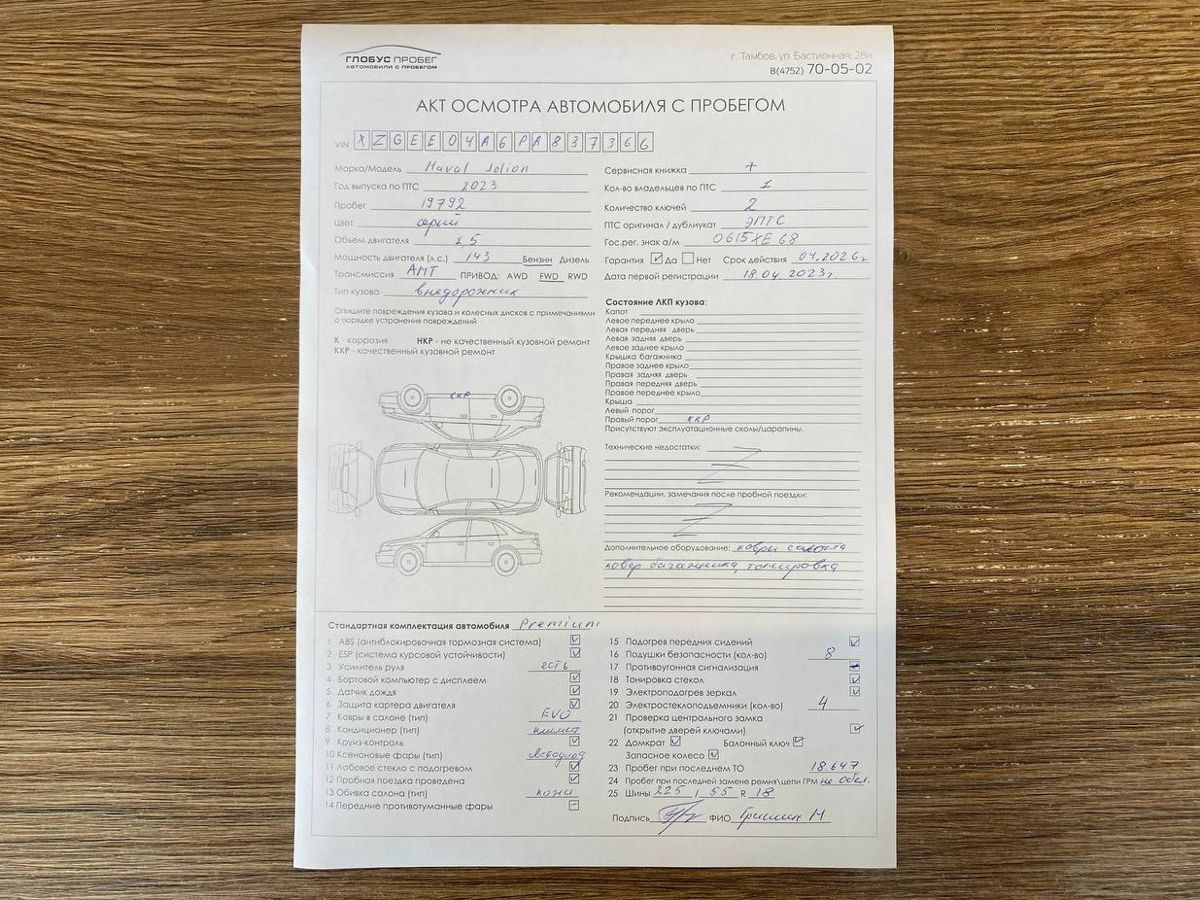 ГЛОБУС ПРОБЕГ
АВТОМОБИЛИ С ПРОБЕГОМ
г. Тамбов, ул. Бастионная, 28н
8(4752) 70-05-02
АКТ ОСМОТРА АВТОМОБИЛЯ С ПРОБЕГОМ
VIN XZGEE04A6PA837366
Марка/Модель Haval Jolion
Год выпуска по ПТС 2023
Пробег 19792
Цвет серый
Объем двигателя 1,5
Мощность двигателя (л.с.) 143 Бензин Дизель
Трансмиссия АМТ ПРИВОД: AWD FWD RWD
Тип кузова внедорожник
Опишите повреждения кузова и колесных дисков с примечаниями
о порядке устранения повреждений
К - коррозия НКР - не качественный кузовной ремонт
ККР - качественный кузовной ремонт
ККР
Сервисная книжка +
Кол-во владельцев по ПТС 1
Количество ключей 2
ПТС оригинал / дубликат ЭПТС
Гос.рег. знак а/м О615ХЕ 68
Гарантия Да Нет Срок действия 04.2026г
Дата первой регистрации 18.04.2023г.
Состояние ЛКП кузова:
Капот
Левое переднее крыло
Левая передняя дверь
Левая задняя дверь
Левое заднее крыло
Крышка багажника
Правое заднее крыло
Правая задняя дверь
Правая передняя дверь
Правое переднее крыло
Крыша
Левый порог
Правый порог ККР
Присутствуют эксплуатационные сколы/царапины.
Технические недостатки:
Рекомендации, замечания после пробной поездки:
Дополнительное оборудование: ковры салона
ковер багажника, тонировка
Стандартная комплектация автомобиля Premium
1 ABS (антиблокировочная тормозная система)
2 ESP (система курсовой устойчивости)
3 Усилитель руля есть
4 Бортовой компьютер с дисплеем
5 Датчик дождя
6 Защита картера двигателя
7 Ковры в салоне (тип) EVO
8 Кондиционер (тип) климат
9 Круиз-контроль
10 Ксеноновые фары (тип) светодиод
11 Лобовое стекло с подогревом
12 Пробная поездка проведена
13 Обивка салона (тип) кожа
14 Передние противотуманные фары
15 Подогрев передних сидений
16 Подушки безопасности (кол-во) 8
17 Противоугонная сигнализация
18 Тонировка стекол
19 Электроподогрев зеркал
20 Электростеклоподъемники (кол-во) 4
21 Проверка центрального замка
(открытие дверей ключами)
22 Домкрат Балонный ключ
Запасное колесо
23 Пробег при последнем ТО 18.647
24 Пробег при последней замене ремня\цепи ГРМ не обсл.
25 Шины 225 / 55 R 18
Подпись ФИО Гришин М